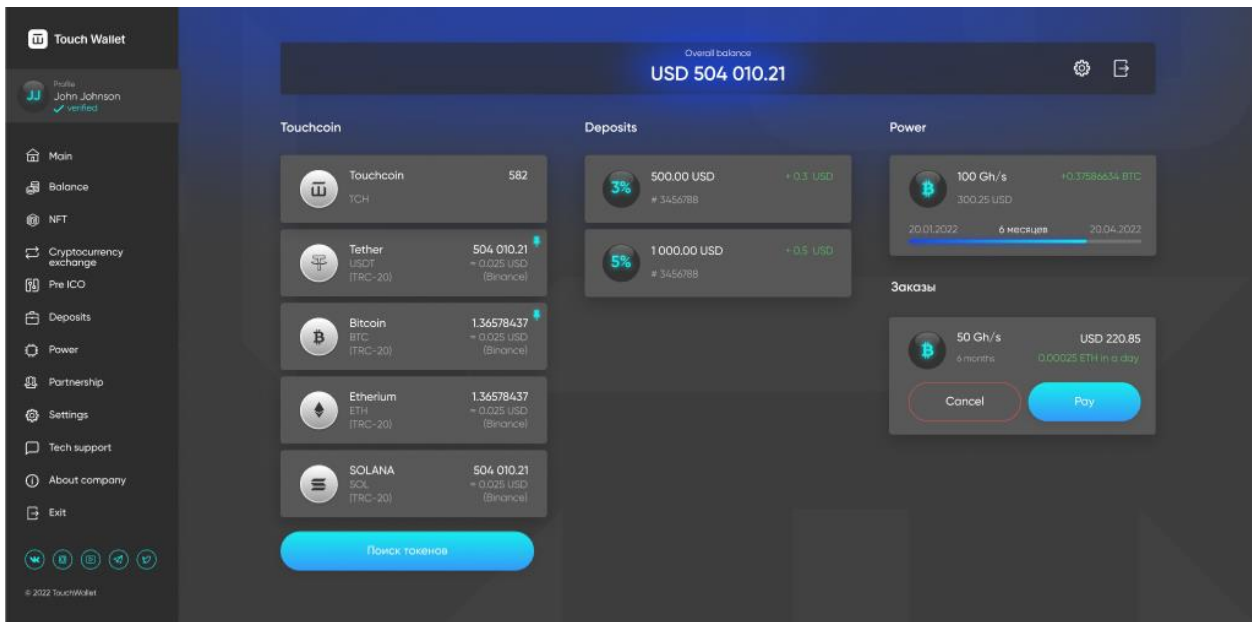 Touch Wallet
Profile
JJ
John Johnson
verified
Main
Balance
NFT
Cryptocurrency
exchange
Pre ICO
Deposits
Power
Partnership
Settings
Tech support
About company
Exit
© 2022 TouchWallet
Overall balance
USD 504 010.21
Touchcoin
Touchcoin 582
TCH
Tether 504 010.21
USDT ≈ 0.025 USD
(TRC-20) (Binance)
Bitcoin 1.36578437
BTC ≈ 0.025 USD
(TRC-20) (Binance)
Etherium 1.36578437
ETH ≈ 0.025 USD
(TRC-20) (Binance)
SOLANA 504 010.21
SOL ≈ 0.025 USD
(TRC-20) (Binance)
Поиск токенов
Deposits
3% 500.00 USD +0.3 USD
# 3456788
5% 1 000.00 USD +0.5 USD
# 3456788
Power
100 Gh/s +0.37586634 BTC
300.25 USD
20.01.2022 6 месяцев 20.04.2022
Заказы
50 Gh/s USD 220.85
6 months 0.00025 ETH in a day
Cancel Pay